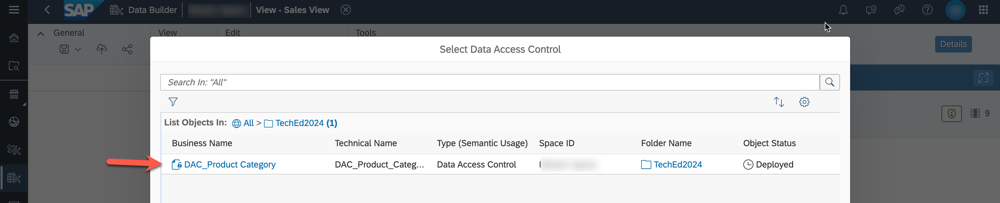 SAP Data Builder View - Sales View
General View Edit Tools
Details
Select Data Access Control
Search In: "All"
List Objects In: All > TechEd2024 (1)
9
Business Name Technical Name Type (Semantic Usage) Space ID Folder Name Object Status
DAC_Product Category DAC_Product_Categ... Data Access Control TechEd2024 Deployed